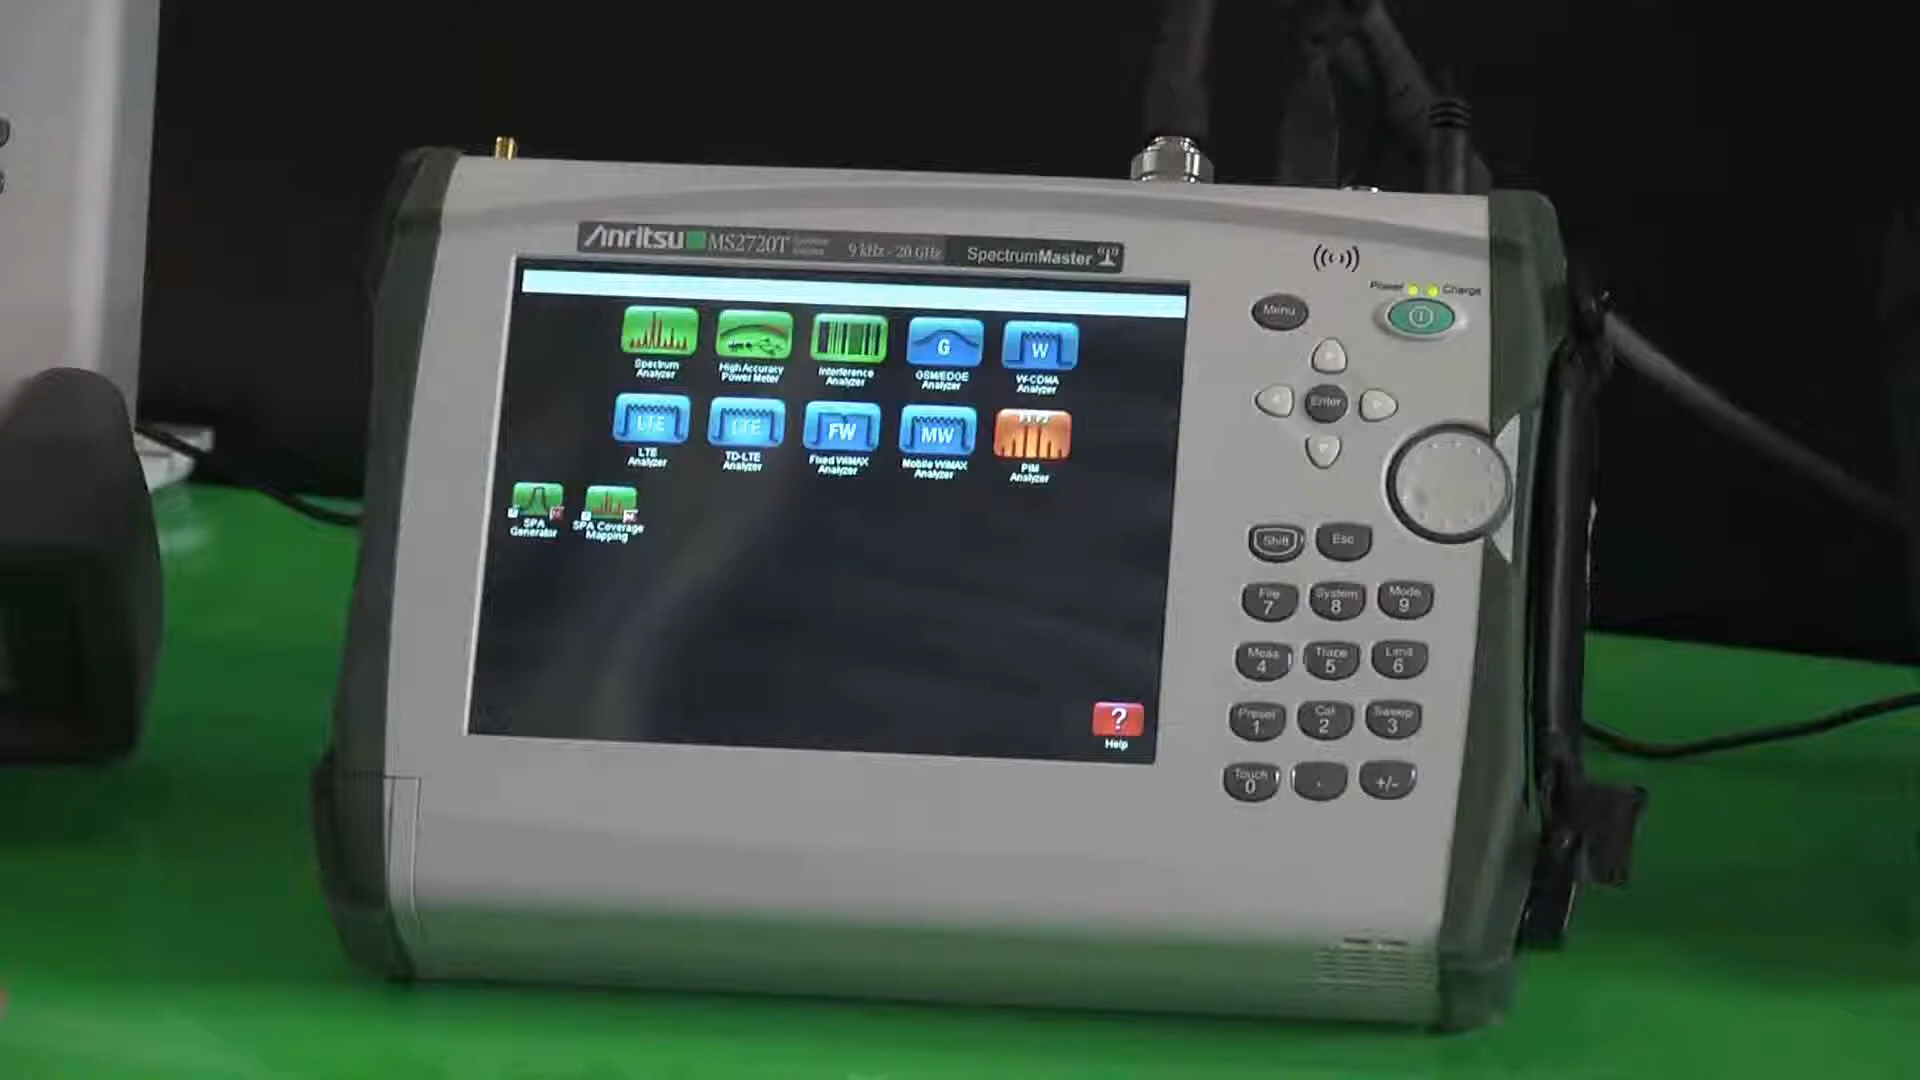 Anritsu MS2720T Spectrum Analyzer 9 kHz - 20 GHz SpectrumMaster
Power Charge
Menu
Spectrum Analyzer
High Accuracy Power Meter
Interference Analyzer
G
GSM/EDGE Analyzer
W
W-CDMA Analyzer
LTE
LTE Analyzer
LTE
TD-LTE Analyzer
FW
Fixed WiMAX Analyzer
MW
Mobile WiMAX Analyzer
PIM Analyzer
SPA Generator
SPA Coverage Mapping
?
Help
Enter
Shift Esc
File 7 System 8 Mode 9
Meas 4 Trace 5 Limit 6
Preset 1 Cal 2 Sweep 3
Touch 0 . +/-